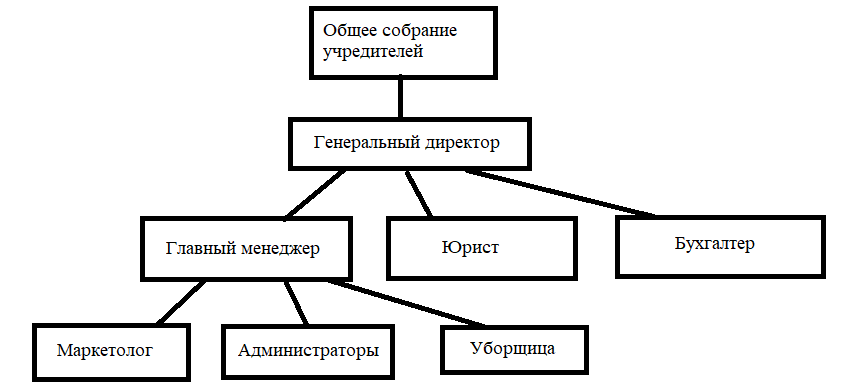 Общее собрание
учредителей
Генеральный директор
Главный менеджер
Юрист
Бухгалтер
Маркетолог
Администраторы
Уборщица